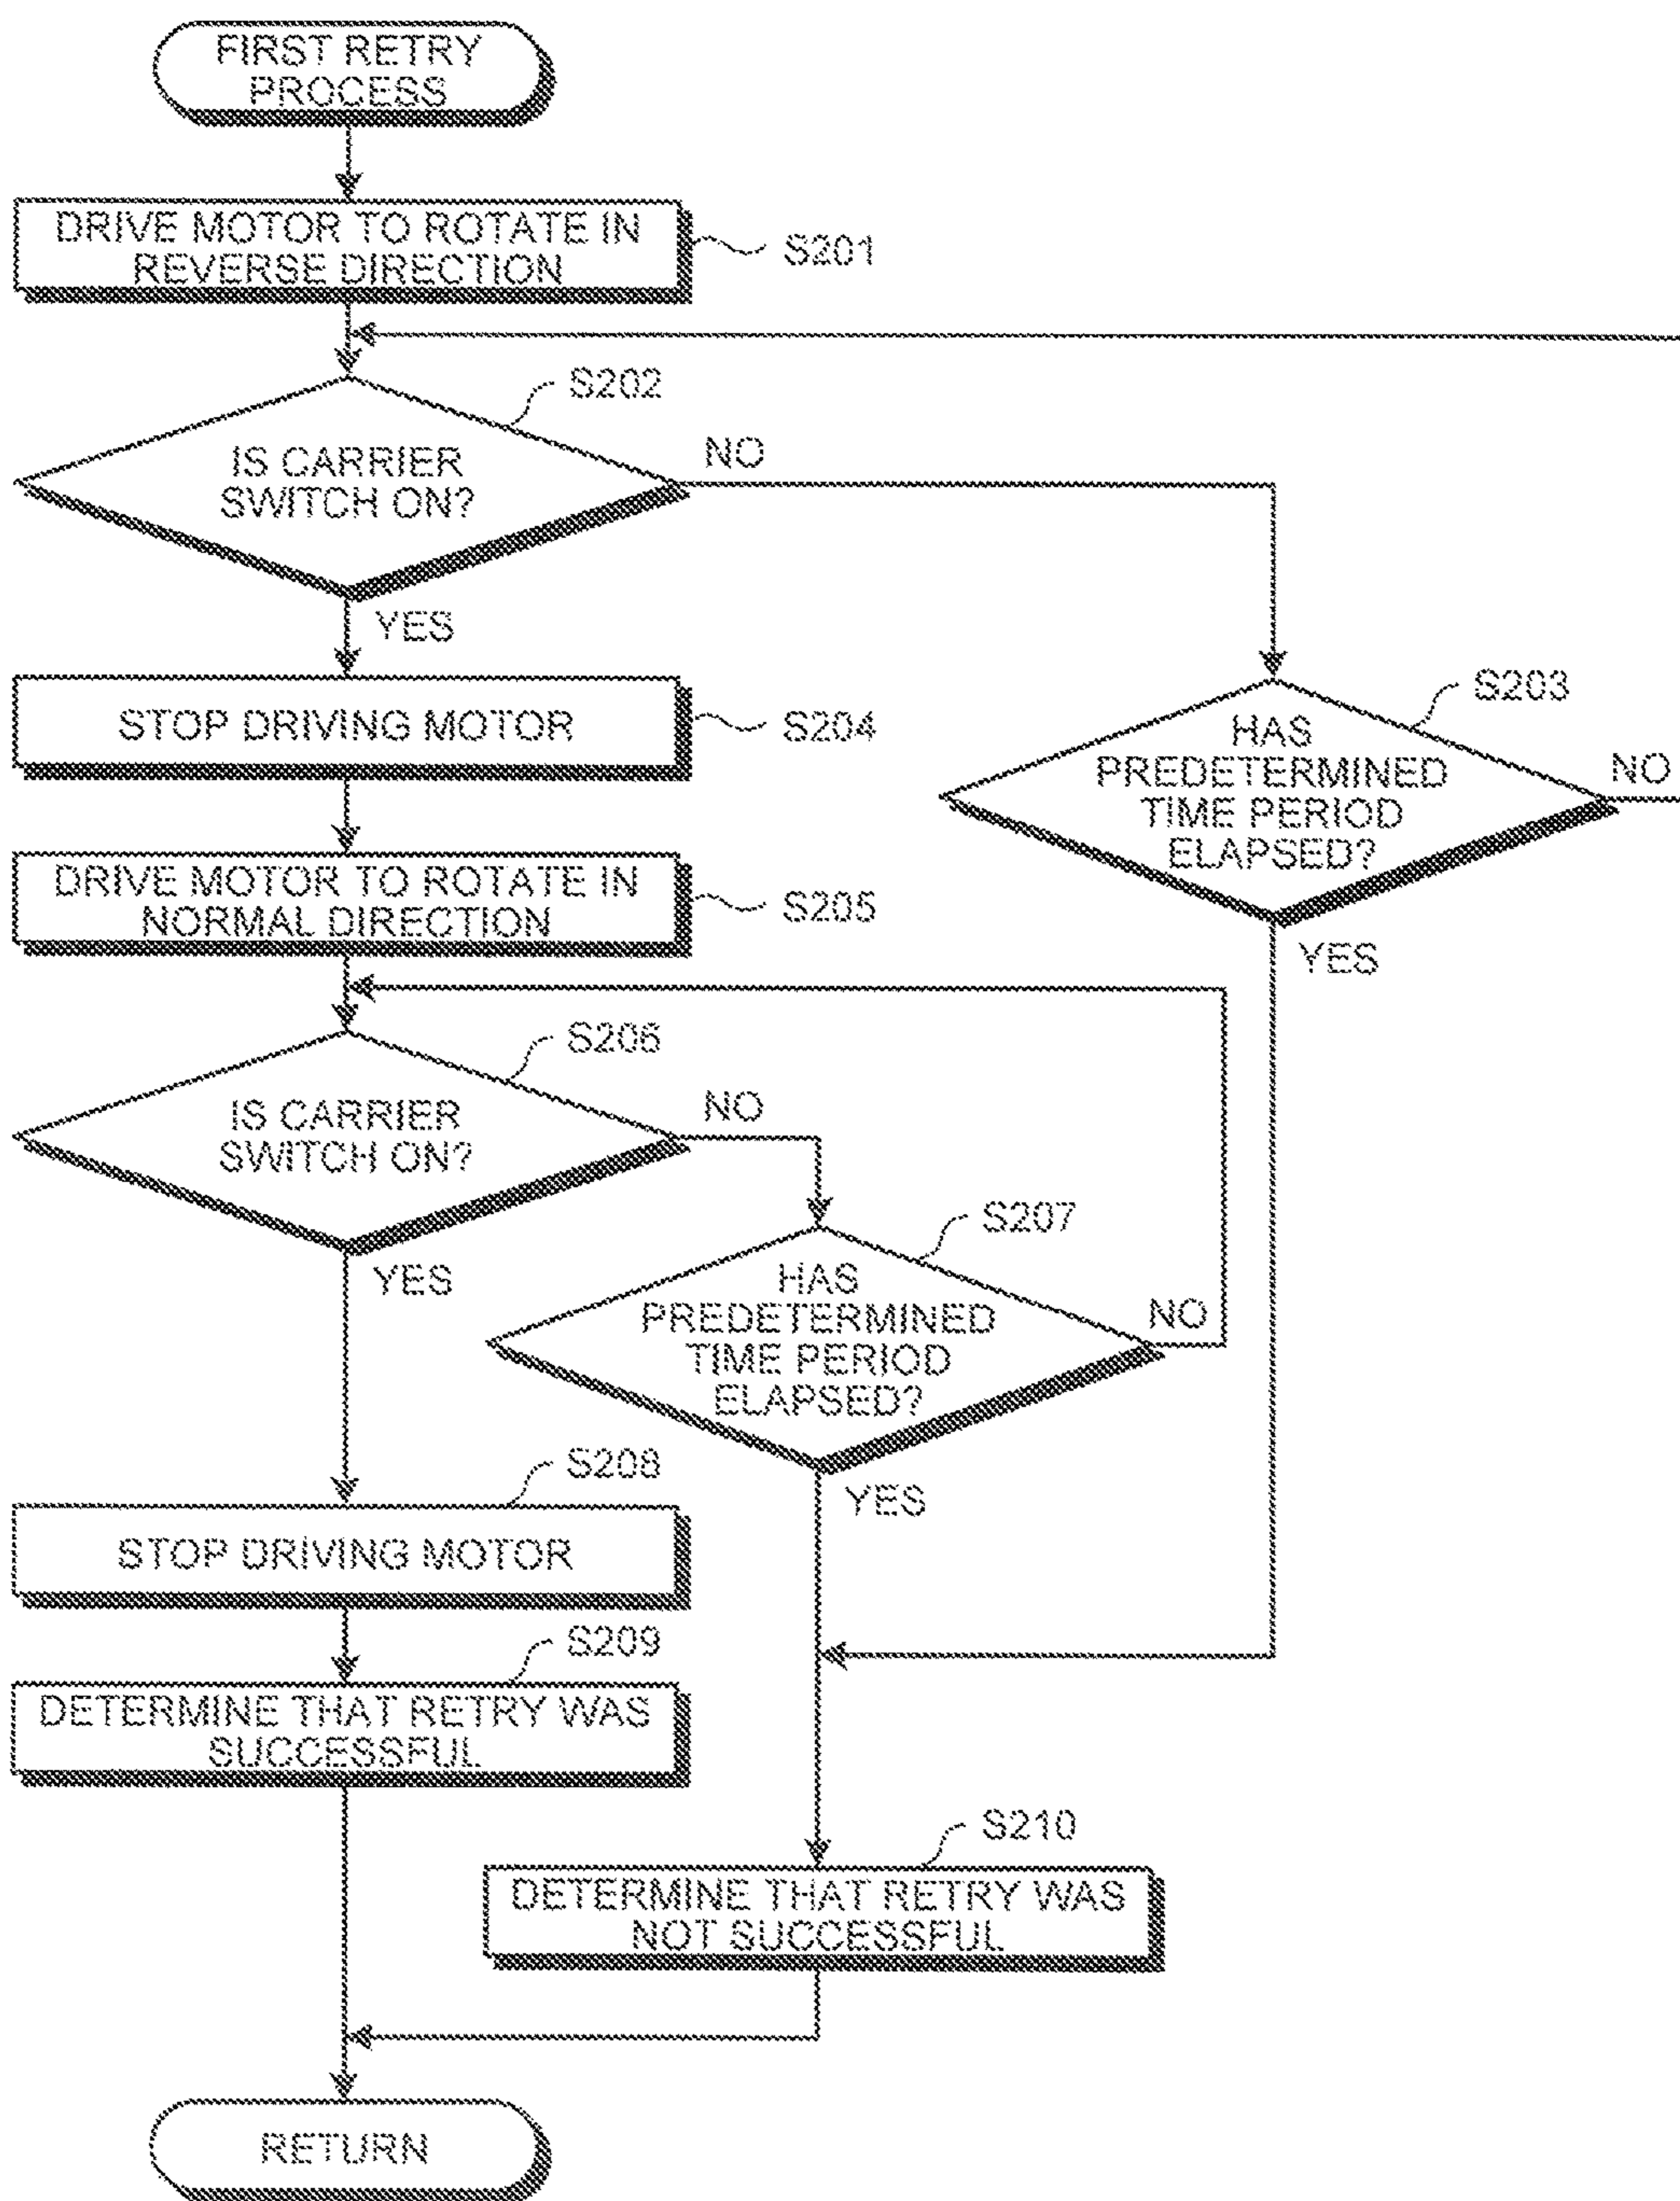 FIRST RETRY
PROCESS
DRIVE MOTOR TO ROTATE IN
REVERSE DIRECTION
S201
S202
IS CARRIER
SWITCH ON?
NO
YES
STOP DRIVING MOTOR
S204
S203
HAS
PREDETERMINED
TIME PERIOD
ELAPSED?
NO
YES
DRIVE MOTOR TO ROTATE IN
NORMAL DIRECTION
S205
S206
IS CARRIER
SWITCH ON?
NO
YES
S207
HAS
PREDETERMINED
TIME PERIOD
ELAPSED?
NO
YES
S208
STOP DRIVING MOTOR
S209
DETERMINE THAT RETRY WAS
SUCCESSFUL
S210
DETERMINE THAT RETRY WAS
NOT SUCCESSFUL
RETURN